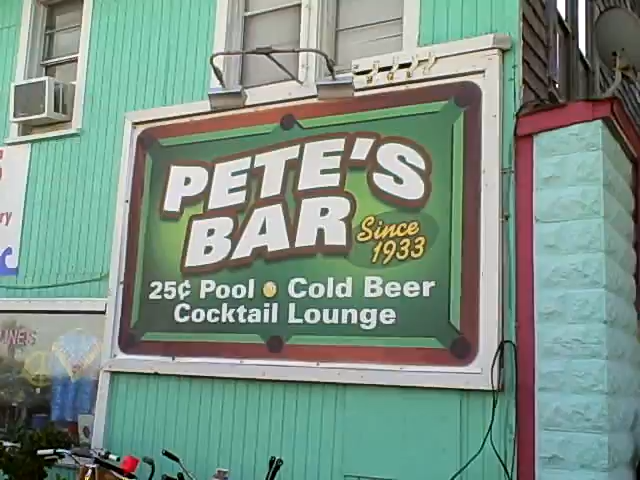 PETE'S
BAR
Since
1933
25¢ Pool Cold Beer
Cocktail Lounge